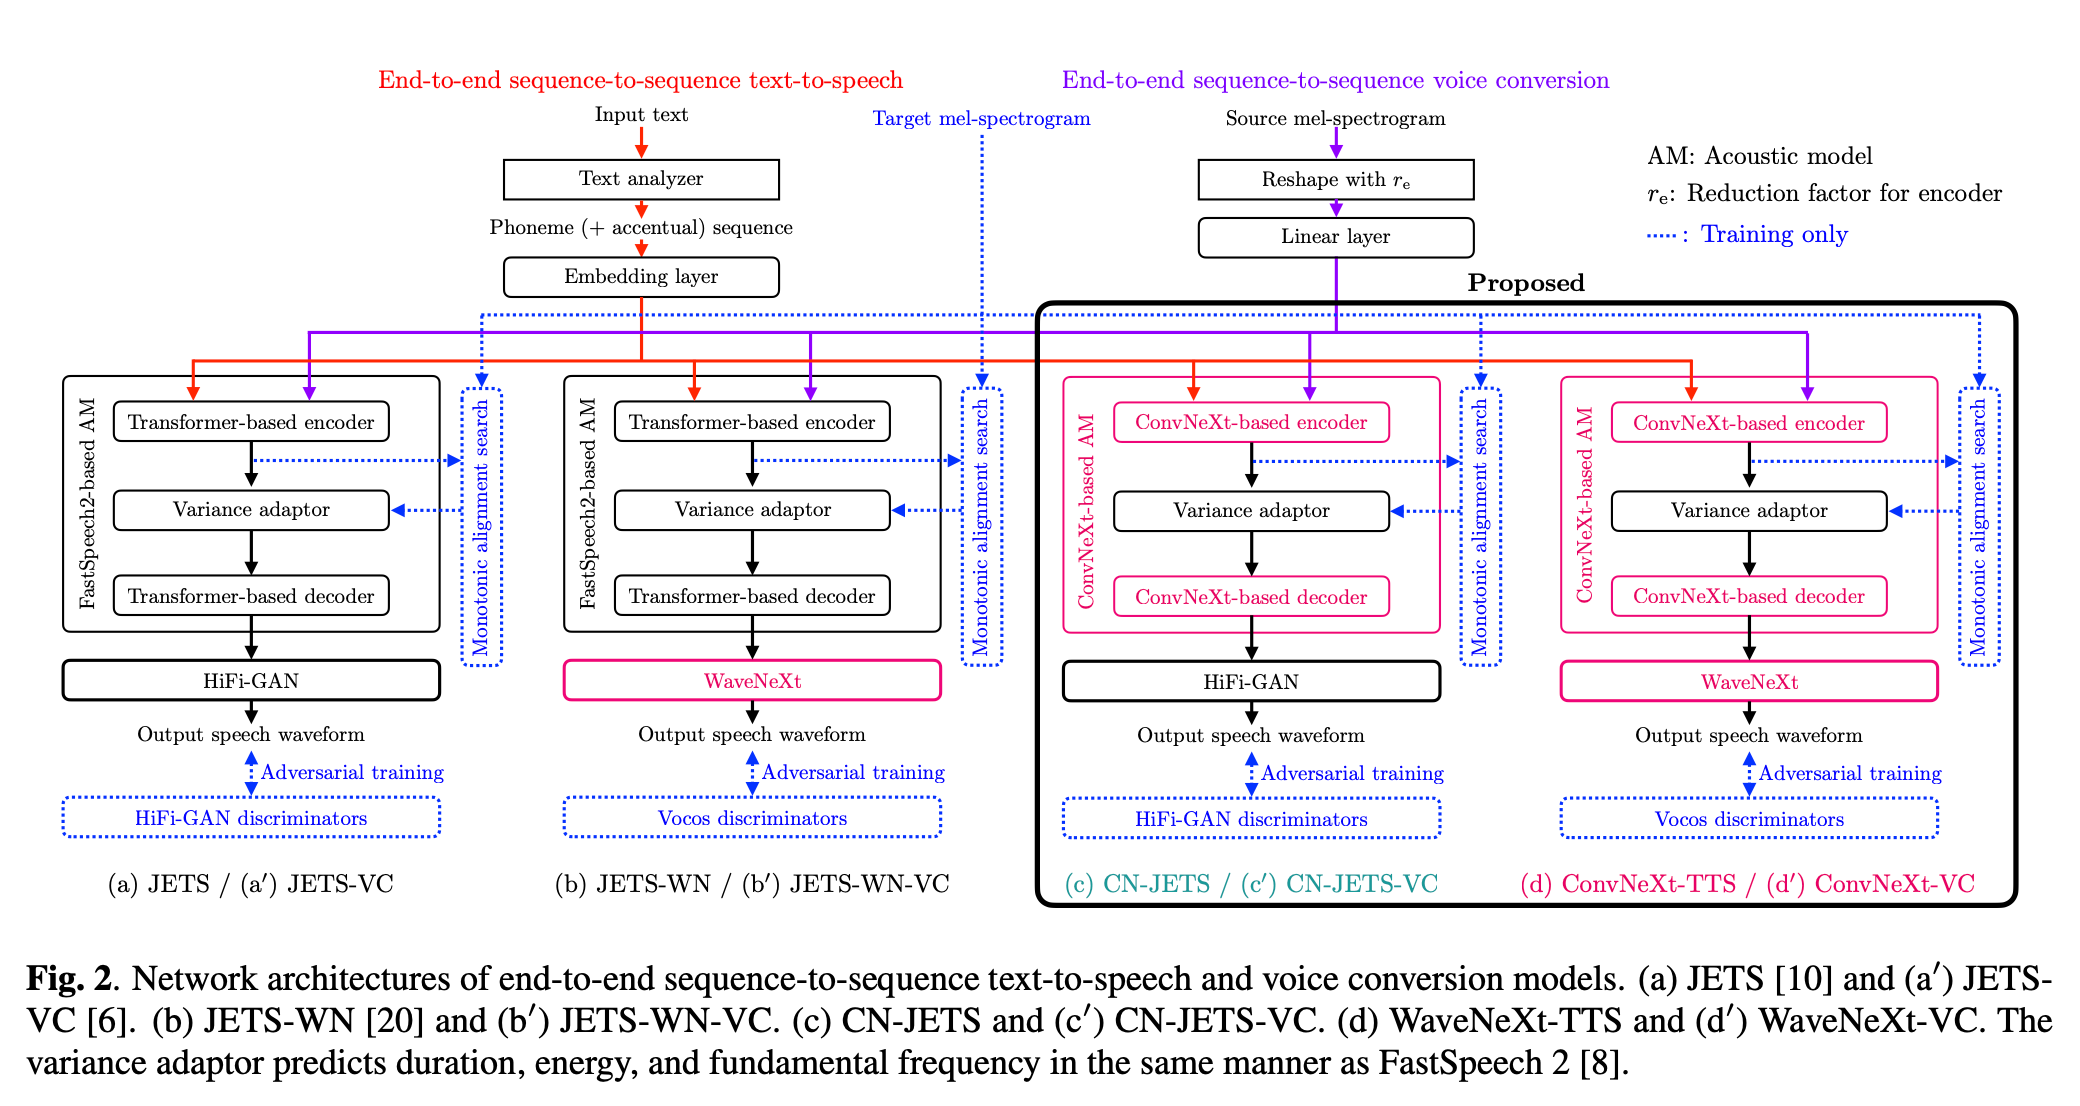 End-to-end sequence-to-sequence text-to-speech
End-to-end sequence-to-sequence voice conversion
Input text
Target mel-spectrogram
Source mel-spectrogram
Text analyzer
Reshape with rₑ
Phoneme (+ accentual) sequence
Linear layer
Embedding layer
AM: Acoustic model
rₑ: Reduction factor for encoder
: Training only
Proposed
FastSpeech2-based AM
Transformer-based encoder
Variance adaptor
Transformer-based decoder
Monotonic alignment search
HiFi-GAN
Output speech waveform
Adversarial training
HiFi-GAN discriminators
(a) JETS / (a′) JETS-VC
FastSpeech2-based AM
Transformer-based encoder
Variance adaptor
Transformer-based decoder
Monotonic alignment search
WaveNeXt
Output speech waveform
Adversarial training
Vocos discriminators
(b) JETS-WN / (b′) JETS-WN-VC
ConvNeXt-based AM
ConvNeXt-based encoder
Variance adaptor
ConvNeXt-based decoder
Monotonic alignment search
HiFi-GAN
Output speech waveform
Adversarial training
HiFi-GAN discriminators
(c) CN-JETS / (c′) CN-JETS-VC
ConvNeXt-based AM
ConvNeXt-based encoder
Variance adaptor
ConvNeXt-based decoder
Monotonic alignment search
WaveNeXt
Output speech waveform
Adversarial training
Vocos discriminators
(d) ConvNeXt-TTS / (d′) ConvNeXt-VC
Fig. 2. Network architectures of end-to-end sequence-to-sequence text-to-speech and voice conversion models. (a) JETS [10] and (a′) JETS-
VC [6]. (b) JETS-WN [20] and (b′) JETS-WN-VC. (c) CN-JETS and (c′) CN-JETS-VC. (d) WaveNeXt-TTS and (d′) WaveNeXt-VC. The
variance adaptor predicts duration, energy, and fundamental frequency in the same manner as FastSpeech 2 [8].